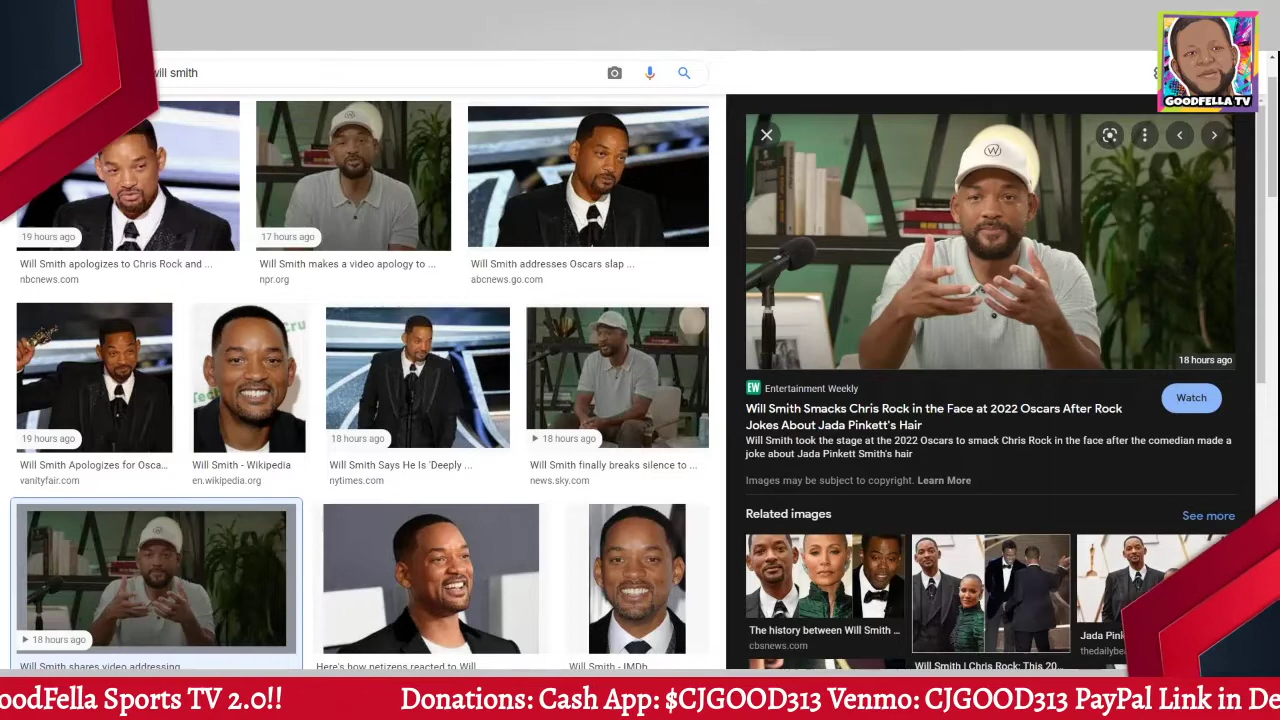 will smith
GOODFELLA TV
19 hours ago
17 hours ago
Will Smith apologizes to Chris Rock and ...
nbcnews.com
Will Smith makes a video apology to ...
npr.org
Will Smith addresses Oscars slap ...
abcnews.go.com
19 hours ago
18 hours ago
18 hours ago
Will Smith Apologizes for Osca...
vanityfair.com
Will Smith - Wikipedia
en.wikipedia.org
Will Smith Says He Is 'Deeply ...
nytimes.com
Will Smith finally breaks silence to ...
news.sky.com
18 hours ago
Will Smith shares video addressing
Here's how netizens reacted to Will
Will Smith - IMDb
W
18 hours ago
EW
Entertainment Weekly
Watch
Will Smith Smacks Chris Rock in the Face at 2022 Oscars After Rock
Jokes About Jada Pinkett's Hair
Will Smith took the stage at the 2022 Oscars to smack Chris Rock in the face after the comedian made a
joke about Jada Pinkett Smith's hair
Images may be subject to copyright. Learn More
Related images
See more
The history between Will Smith ...
cbsnews.com
Will Smith | Chris Rock: This 20...
Jada Pink
thedailybea
oodFella Sports TV 2.0!!
Donations: Cash App: $CJGOOD313 Venmo: CJGOOD313 PayPal Link in De